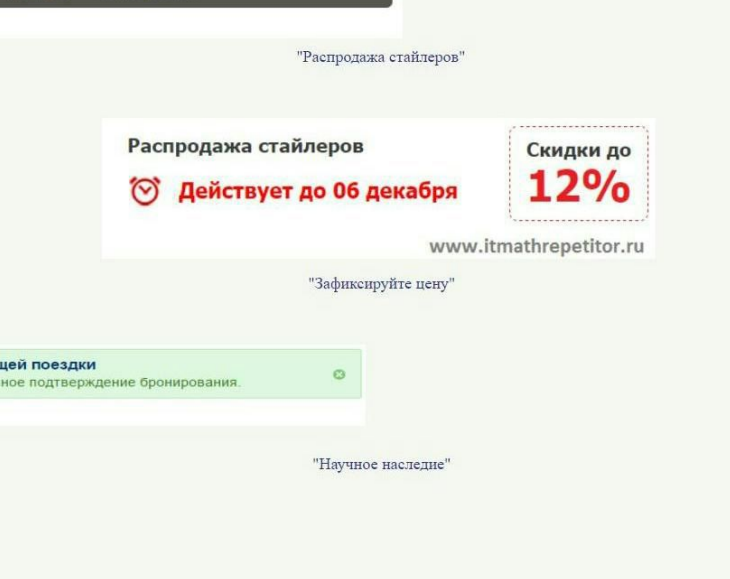 "Распродажа стайлеров"
Распродажа стайлеров
Действует до 06 декабря
Скидки до
12%
www.itmathrepetitor.ru
"Зафиксируйте цену"
щей поездки
ное подтверждение бронирования.
"Научное наследие"